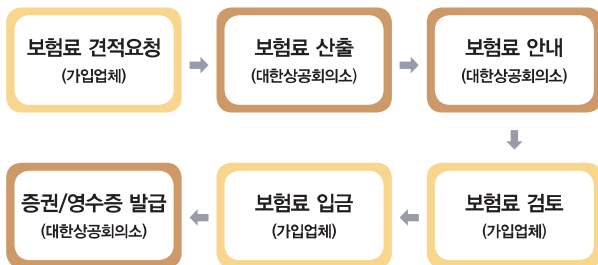 보험료 견적요청
(가입업체)
보험료 산출
(대한상공회의소)
보험료 안내
(대한상공회의소)
보험료 검토
(가입업체)
보험료 입금
(가입업체)
증권/영수증 발급
(대한상공회의소)